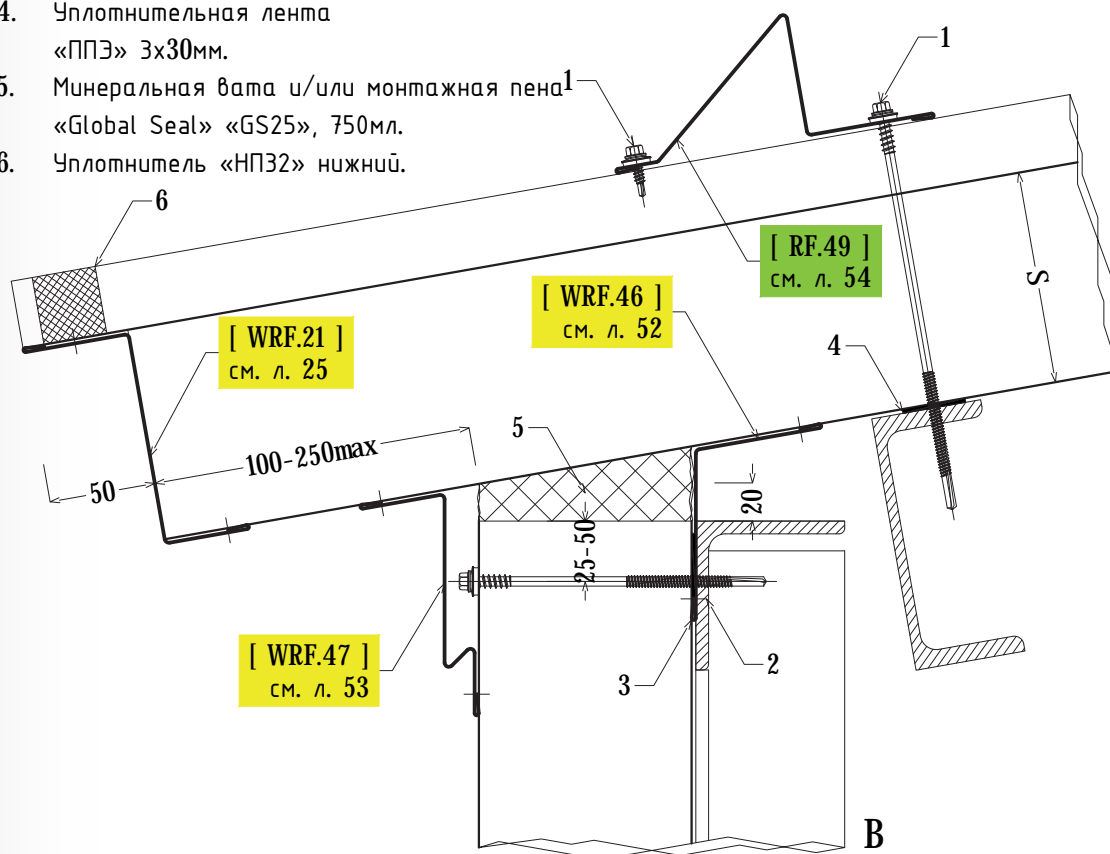 4. Уплотнительная лента
«ППЭ» 3х30мм.
5. Минеральная вата и/или монтажная пена
«Global Seal» «GS25», 750мл.
6. Уплотнитель «НП32» нижний.
1
1
6
[ RF.49 ]
см. л. 54
S
[ WRF.46 ]
см. л. 52
[ WRF.21 ]
см. л. 25
4
5
100-250max
50
20
25-50
[ WRF.47 ]
см. л. 53
3
2
В